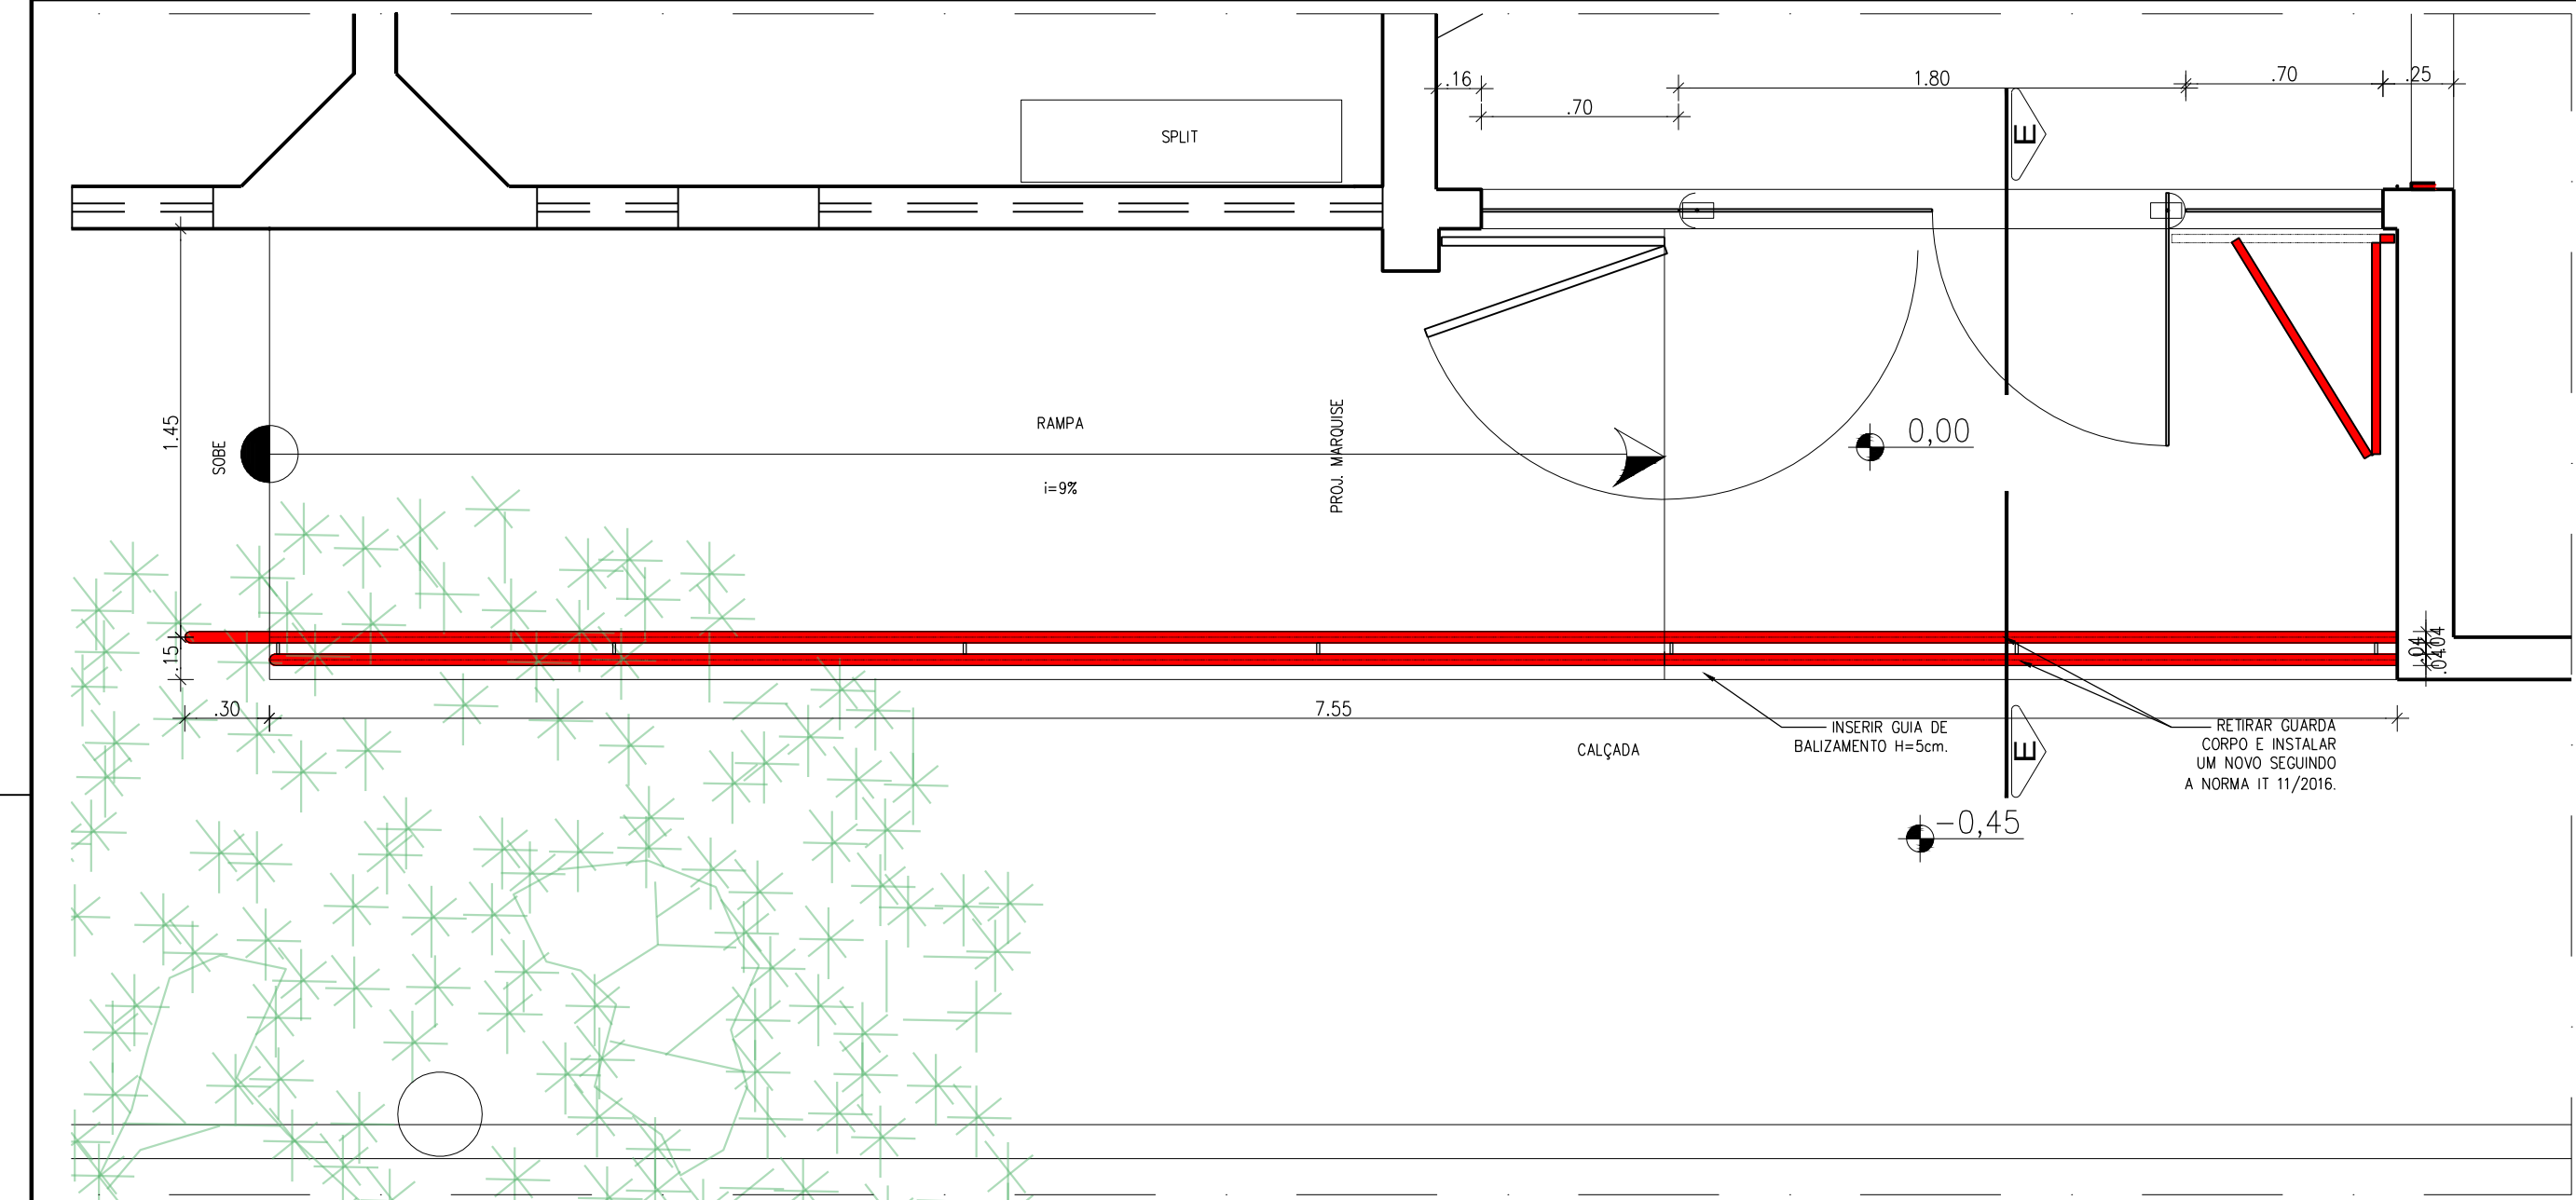 .16
.70
1.80
.70
.25
SPLIT
E
1.45
SOBE
RAMPA
i=9%
PROJ. MARQUISE
0,00
.15
.04
.04
.04
.30
7.55
INSERIR GUIA DE
BALIZAMENTO H=5cm.
CALÇADA
E
RETIRAR GUARDA
CORPO E INSTALAR
UM NOVO SEGUINDO
A NORMA IT 11/2016.
-0,45